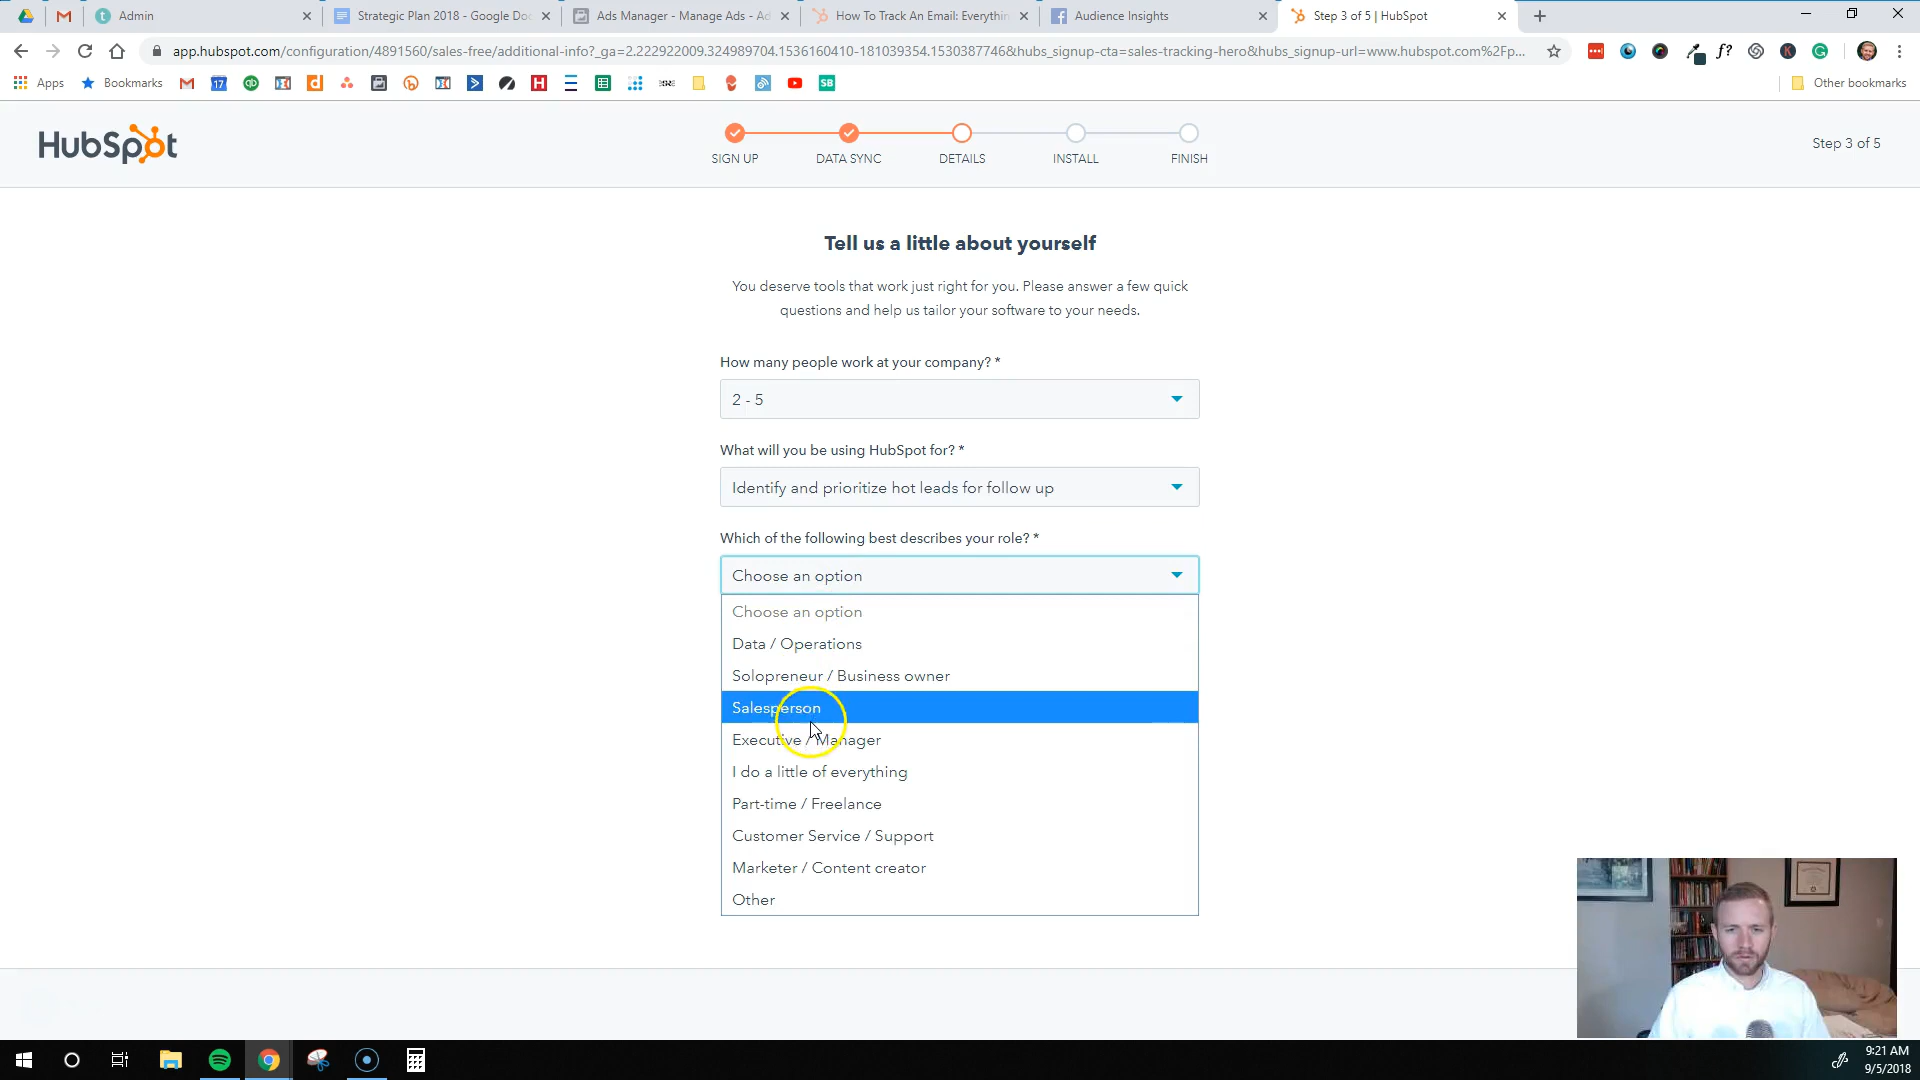 Admin
Strategic Plan 2018 - Google Do
Ads Manager - Manage Ads - Ad
How To Track An Email: Everythin
Audience Insights
Step 3 of 5 | HubSpot
app.hubspot.com/configuration/4891560/sales-free/additional-info?_ga=2.222922009.324989704.1536160410-181039354.1530387746&hubs_signup-cta=sales-tracking-hero&hubs_signup-url=www.hubspot.com%2Fp...
Apps
Bookmarks
Other bookmarks
HubSpot
SIGN UP
DATA SYNC
DETAILS
INSTALL
FINISH
Step 3 of 5
Tell us a little about yourself
You deserve tools that work just right for you. Please answer a few quick
questions and help us tailor your software to your needs.
How many people work at your company? *
2 - 5
What will you be using HubSpot for? *
Identify and prioritize hot leads for follow up
Which of the following best describes your role? *
Choose an option
Choose an option
Data / Operations
Solopreneur / Business owner
Salesperson
Executive / Manager
I do a little of everything
Part-time / Freelance
Customer Service / Support
Marketer / Content creator
Other
9:21 AM
9/5/2018